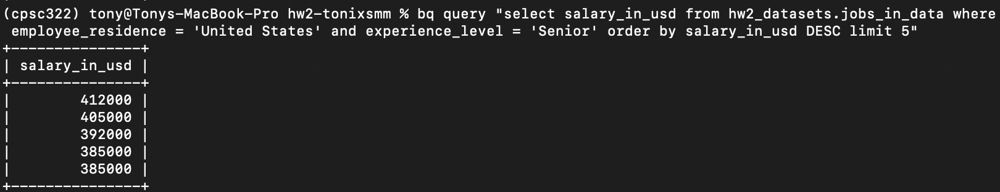 (cpsc322) tony@Tonys-MacBook-Pro hw2-tonixsmm % bq query "select salary_in_usd from hw2_datasets.jobs_in_data where
 employee_residence = 'United States' and experience_level = 'Senior' order by salary_in_usd DESC limit 5"
+---------------+
| salary_in_usd |
+---------------+
|        412000 |
|        405000 |
|        392000 |
|        385000 |
|        385000 |
+---------------+